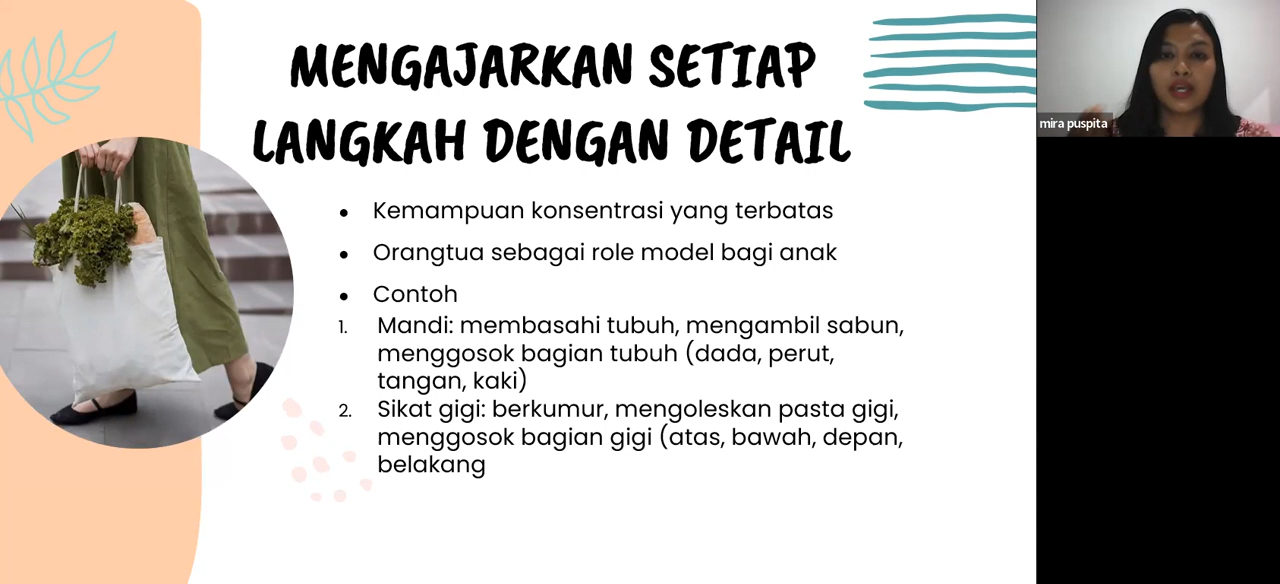 MENGAJARKAN SETIAP
LANGKAH DENGAN DETAIL
• Kemampuan konsentrasi yang terbatas
• Orangtua sebagai role model bagi anak
• Contoh
1. Mandi: membasahi tubuh, mengambil sabun,
menggosok bagian tubuh (dada, perut,
tangan, kaki)
2. Sikat gigi: berkumur, mengoleskan pasta gigi,
menggosok bagian gigi (atas, bawah, depan,
belakang
mira puspita